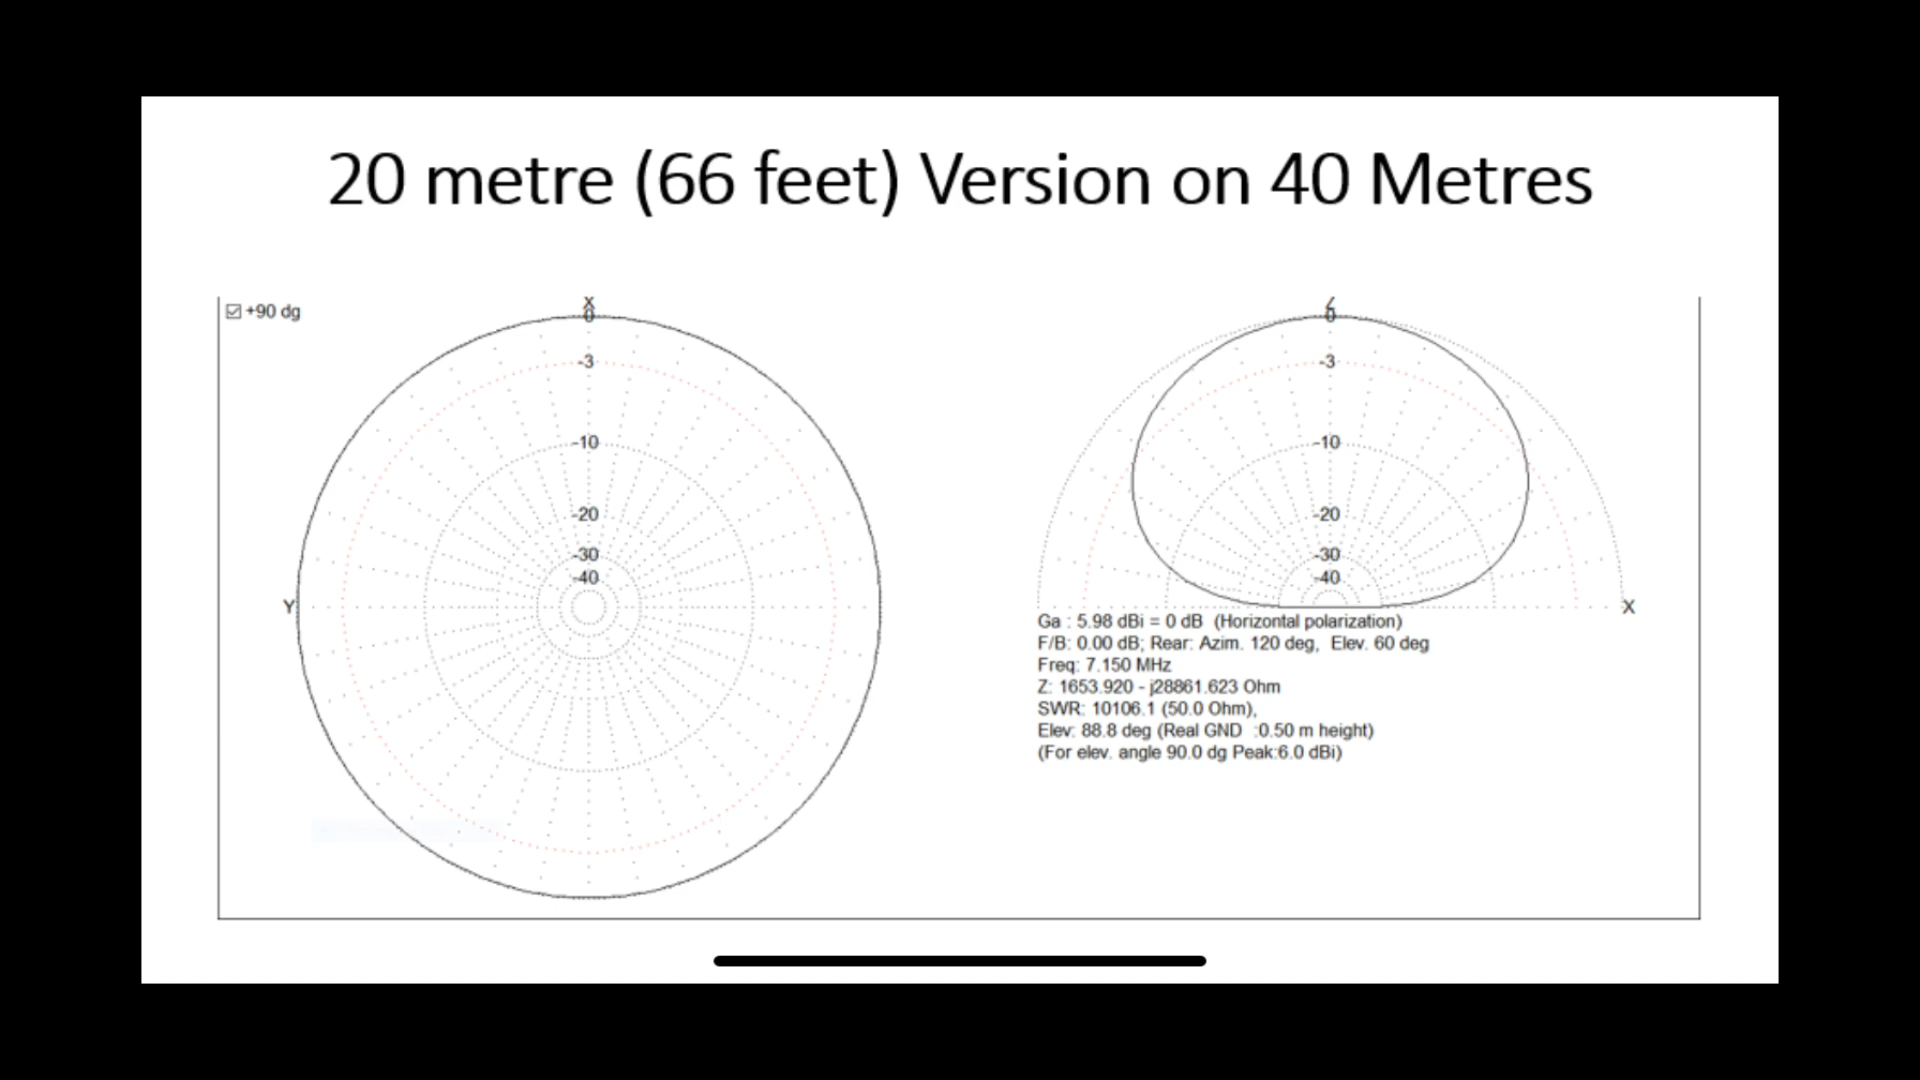 20 metre (66 feet) Version on 40 Metres
+90 dg
X
0
-3
-10
-20
-30
-40
Y
Z
0
-3
-10
-20
-30
-40
X
Ga : 5.98 dBi = 0 dB (Horizontal polarization)
F/B: 0.00 dB; Rear: Azim. 120 deg, Elev. 60 deg
Freq: 7.150 MHz
Z: 1653.920 - j28861.623 Ohm
SWR: 10106.1 (50.0 Ohm),
Elev: 88.8 deg (Real GND :0.50 m height)
(For elev. angle 90.0 dg Peak:6.0 dBi)